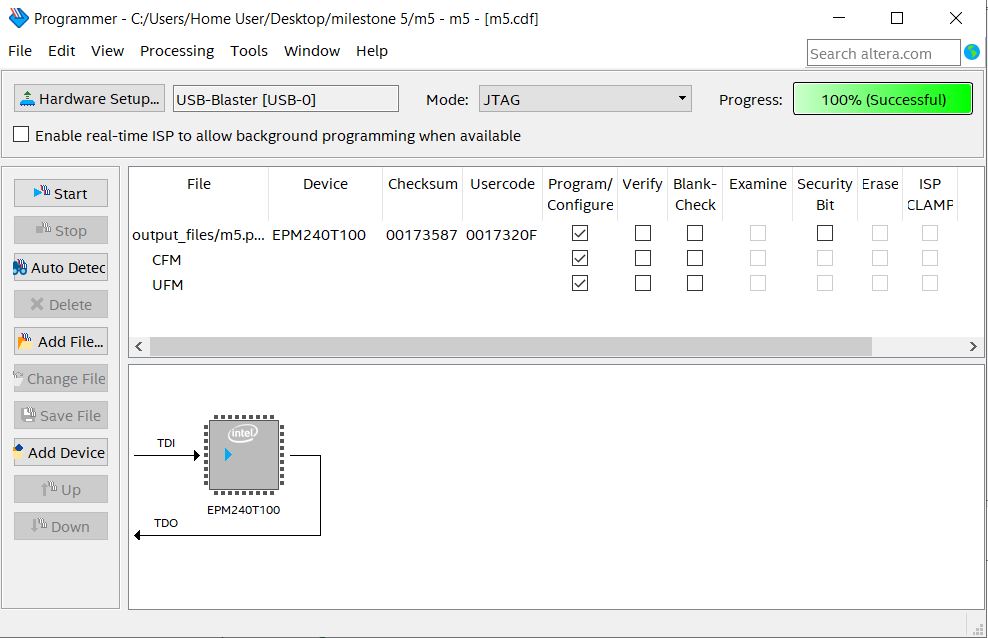 Programmer - C:/Users/Home User/Desktop/milestone 5/m5 - m5 - [m5.cdf]
File Edit View Processing Tools Window Help
Search altera.com
Hardware Setup... USB-Blaster [USB-0] Mode: JTAG Progress: 100% (Successful)
Enable real-time ISP to allow background programming when available
Start
Stop
Auto Detec
Delete
Add File...
Change File
Save File
Add Device
Up
Down
File Device Checksum Usercode Program/ Verify Blank- Examine Security Erase ISP
Configure Check Bit CLAMP
output_files/m5.p... EPM240T100 00173587 0017320F
CFM
UFM
TDI
intel
EPM240T100
TDO